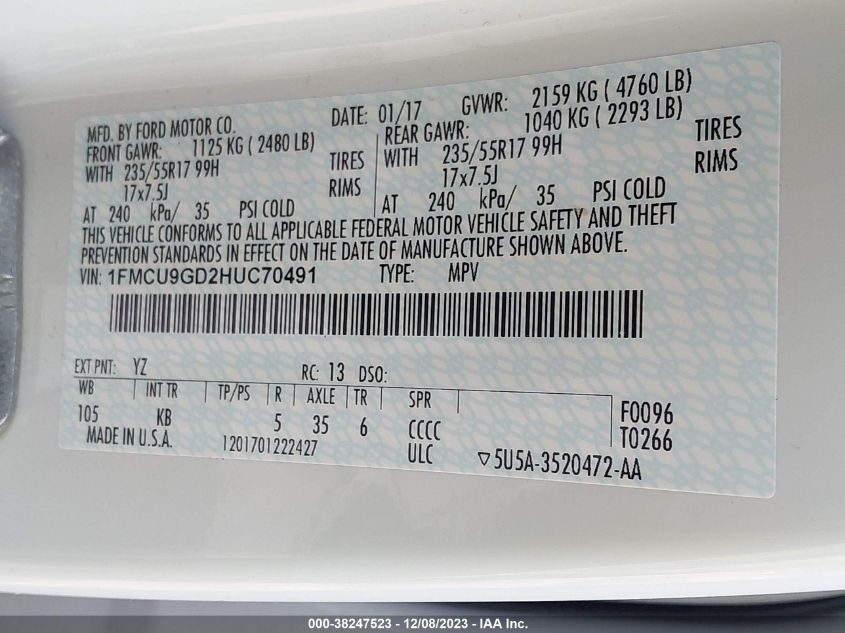 MFD. BY FORD MOTOR CO. DATE: 01/17 GVWR: 2159 KG ( 4760 LB)
FRONT GAWR: 1125 KG ( 2480 LB) REAR GAWR: 1040 KG ( 2293 LB)
WITH 235/55R17 99H TIRES WITH 235/55R17 99H TIRES
17x7.5J RIMS 17x7.5J RIMS
AT 240 kPa/ 35 PSI COLD AT 240 kPa/ 35 PSI COLD
THIS VEHICLE CONFORMS TO ALL APPLICABLE FEDERAL MOTOR VEHICLE SAFETY AND THEFT
PREVENTION STANDARDS IN EFFECT ON THE DATE OF MANUFACTURE SHOWN ABOVE.
VIN: 1FMCU9GD2HUC70491 TYPE: MPV
EXT PNT: YZ RC: 13 DSO:
WB INT TR TP/PS R AXLE TR SPR
105 KB 5 35 6 CCCC F0096
MADE IN U.S.A. 1201701222427 ULC T0266
▽5U5A-3520472-AA
000-38247523 - 12/08/2023 - IAA Inc.